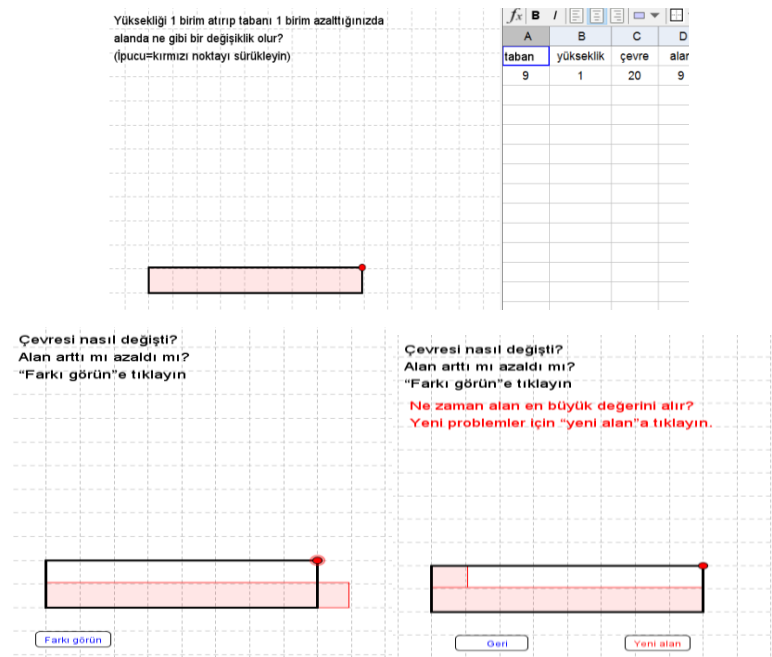 Yüksekliği 1 birim atırıp tabanı 1 birim azalttığınızda
alanda ne gibi bir değişiklik olur?
(İpucu=kırmızı noktayı sürükleyin)
fx B I
A B C D
taban yükseklik çevre alar
9 1 20 9
Çevresi nasıl değişti?
Alan arttı mı azaldı mı?
“Farkı görün”e tıklayın
Farkı görün
Çevresi nasıl değişti?
Alan arttı mı azaldı mı?
“Farkı görün”e tıklayın
Ne zaman alan en büyük değerini alır?
Yeni problemler için “yeni alan”a tıklayın.
Geri
Yeni alan